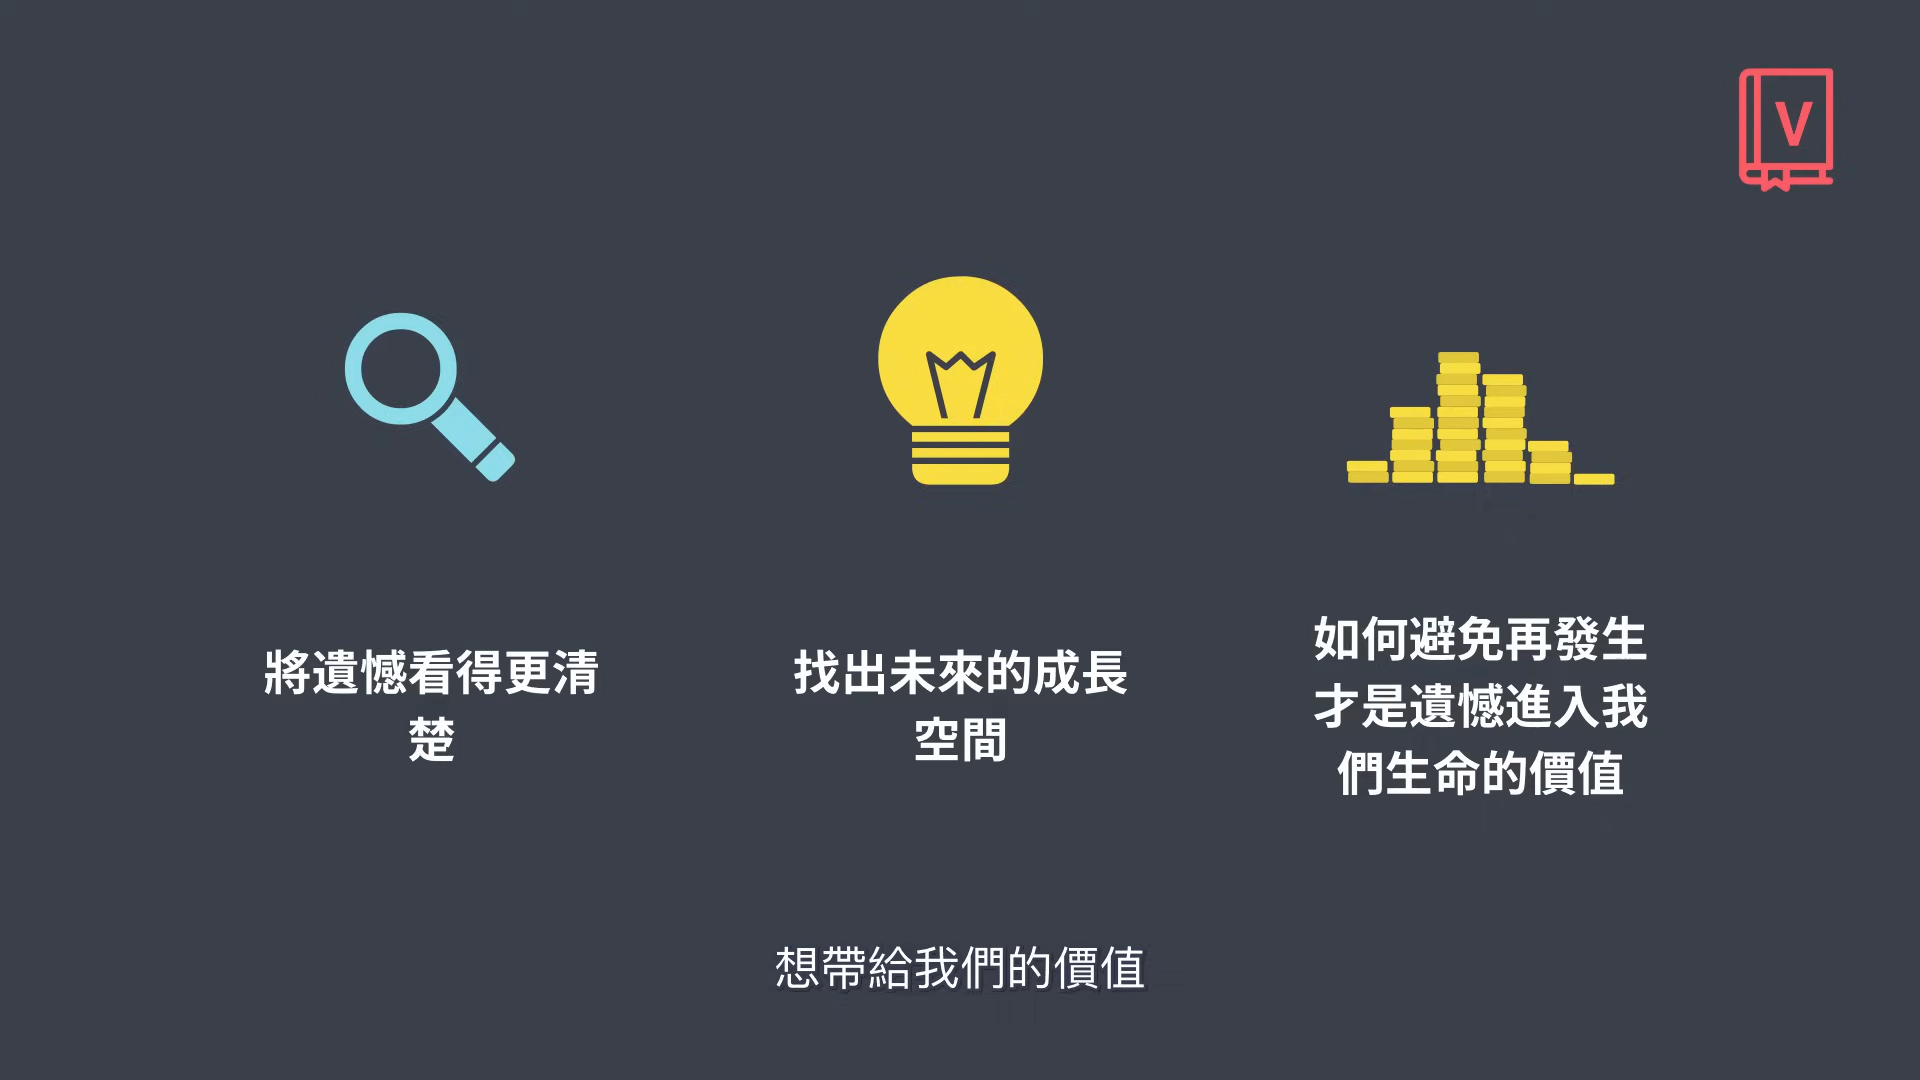 V
將遺憾看得更清
楚
找出未來的成長
空間
如何避免再發生
才是遺憾進入我
們生命的價值
想帶給我們的價值